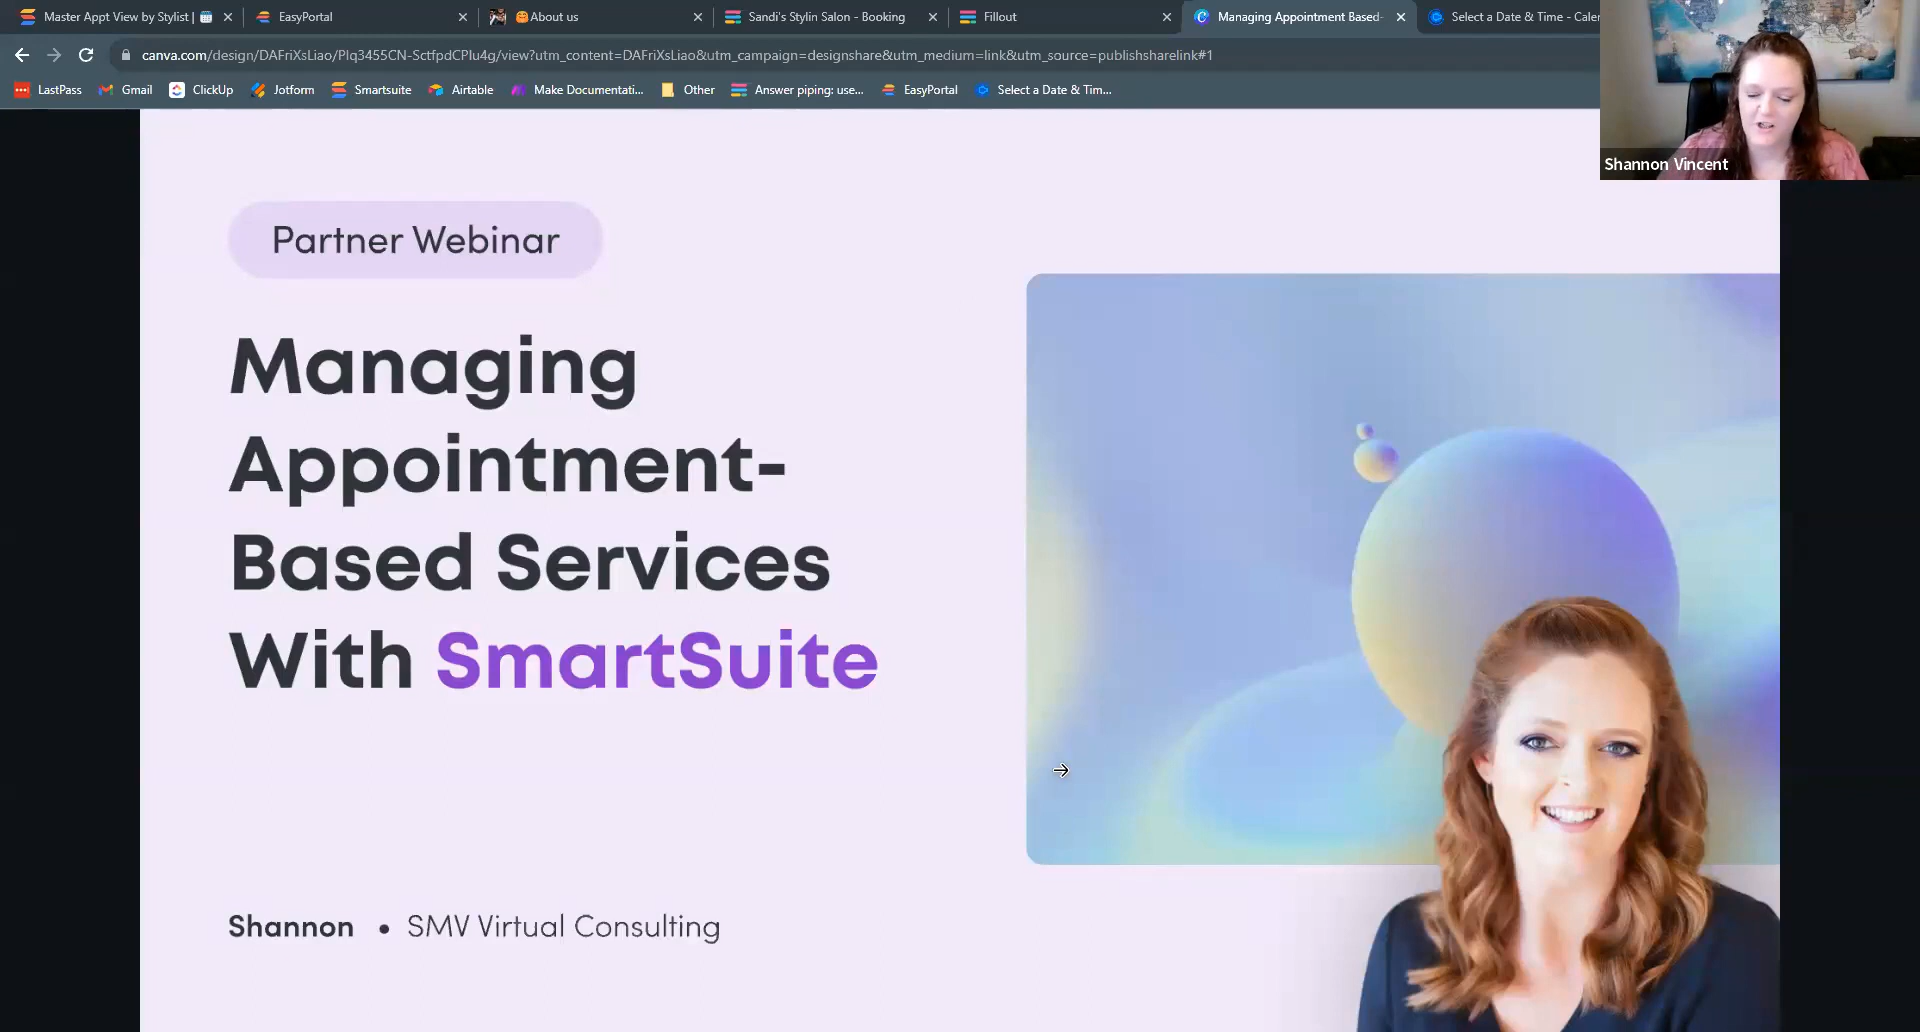 Master Appt View by Stylist |
EasyPortal
About us
Sandi's Stylin Salon - Booking
Fillout
Managing Appointment Based-
Select a Date & Time - Calen
canva.com/design/DAFriXsLiao/PIq3455CN-SctfpdCPIu4g/view?utm_content=DAFriXsLiao&utm_campaign=designshare&utm_medium=link&utm_source=publishsharelink#1
LastPass
Gmail
ClickUp
Jotform
Smartsuite
Airtable
Make Documentati...
Other
Answer piping: use...
EasyPortal
Select a Date & Tim...
Shannon Vincent
Partner Webinar
Managing
Appointment-
Based Services
With SmartSuite
Shannon • SMV Virtual Consulting